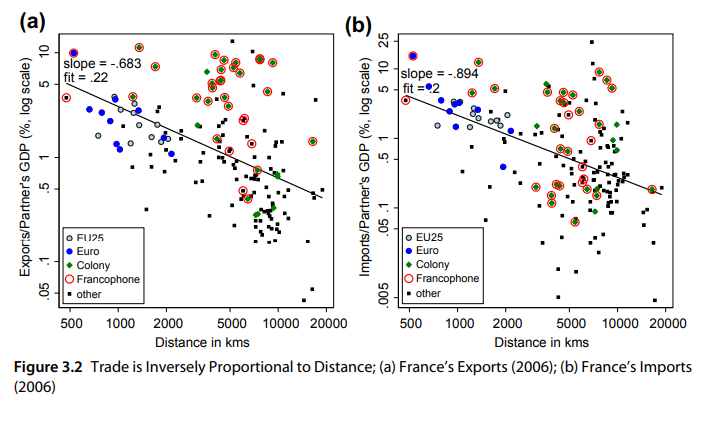 (a)
10
5
1
.5
.1
.05
slope = -.683
fit = .22
Exports/Partner's GDP (%, log scale)
EU25
Euro
Colony
Francophone
other
500 1000 2000 5000 10000 20000
Distance in kms
(b)
25
10
5
1
.5
.1
.05
.005
slope = -.894
fit = .2
Imports/Partner's GDP (%, log scale)
EU25
Euro
Colony
Francophone
other
500 1000 2000 5000 10000 20000
Distance in kms
Figure 3.2 Trade is Inversely Proportional to Distance; (a) France's Exports (2006); (b) France's Imports
(2006)